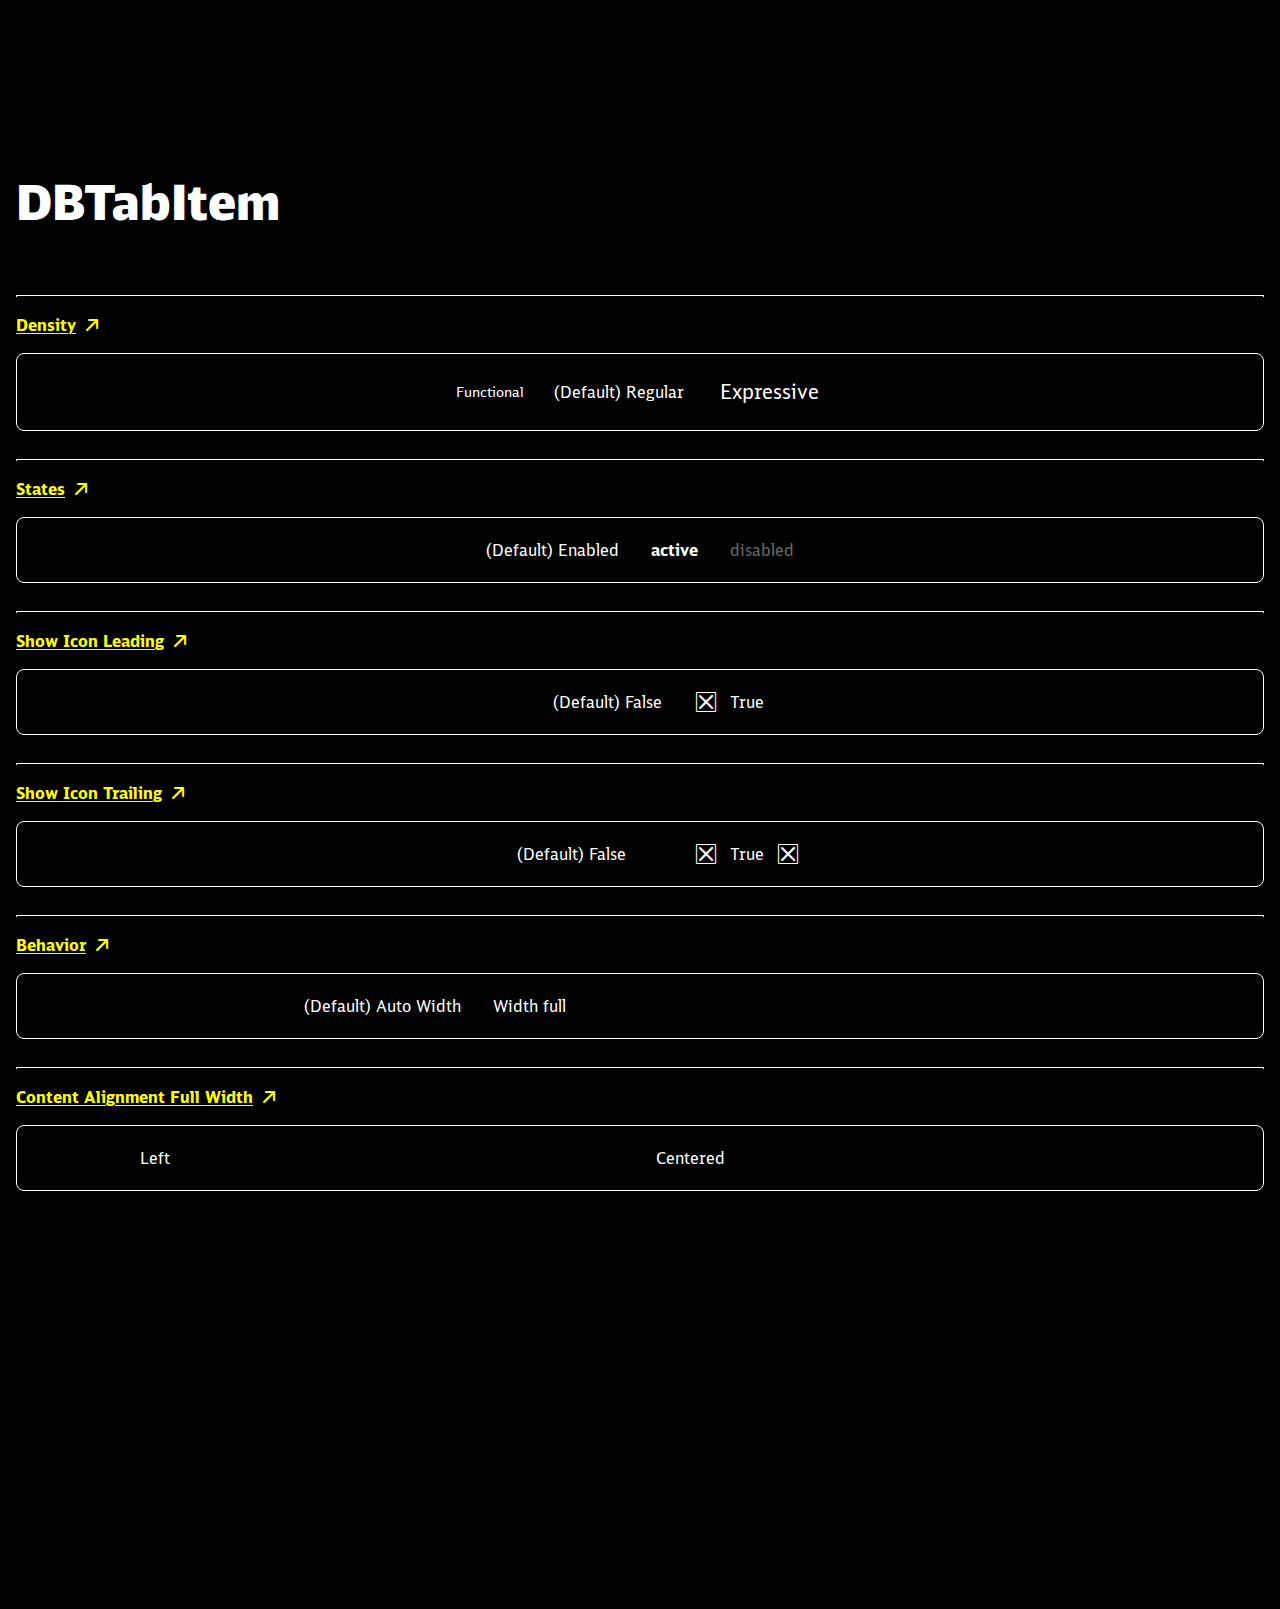 DBTabItem
Density
Functional (Default) Regular Expressive
States
(Default) Enabled active disabled
Show Icon Leading
(Default) False True
Show Icon Trailing
(Default) False True
Behavior
(Default) Auto Width Width full
Content Alignment Full Width
Left Centered